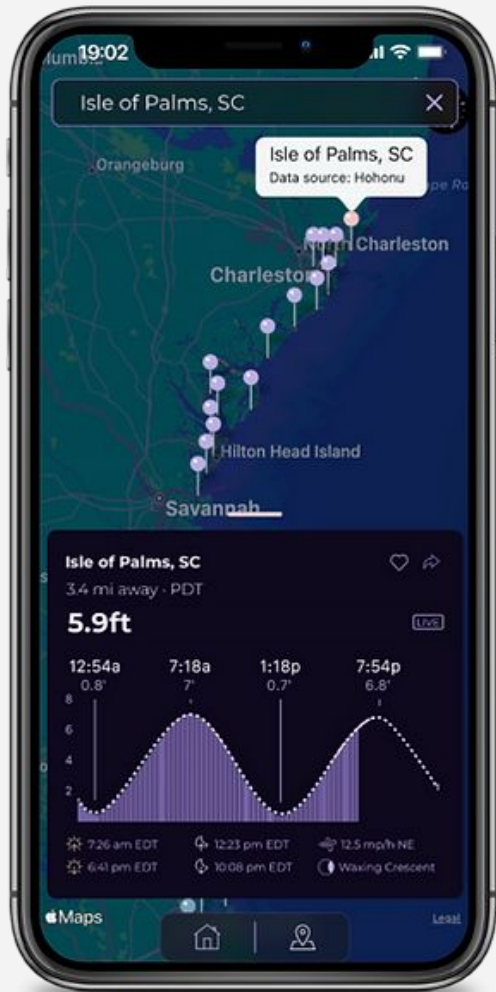 19:02
Isle of Palms, SC
Orangeburg
Isle of Palms, SC
Data source: Hohonu
North Charleston
Charleston
Hilton Head Island
Savannah
Isle of Palms, SC
3.4 mi away · PDT
5.9ft
LIVE
12:54a 7:18a 1:18p 7:54p
0.8' 7' 0.7' 6.8'
8
6
4
2
7:26 am EDT 12:23 pm EDT 12.5 mp/h NE
6:41 pm EDT 10:08 pm EDT Waxing Crescent
Maps
Legal